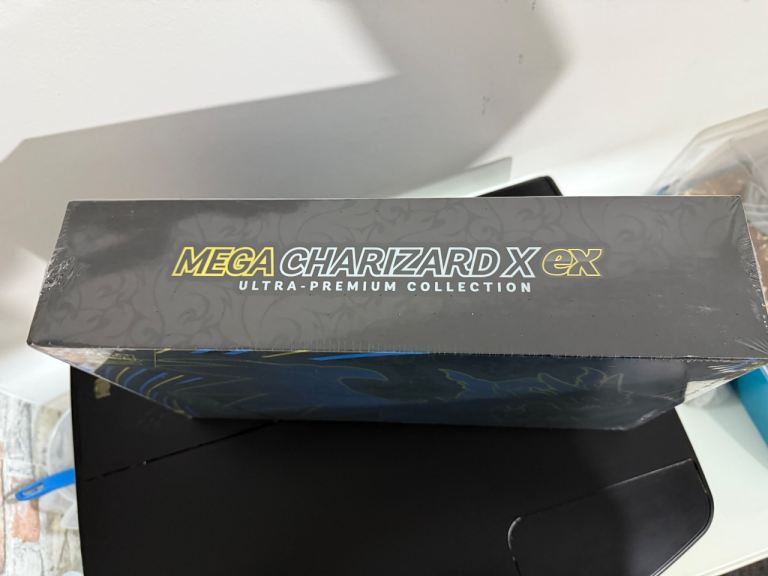 MEGA CHARIZARD X ex
ULTRA-PREMIUM COLLECTION